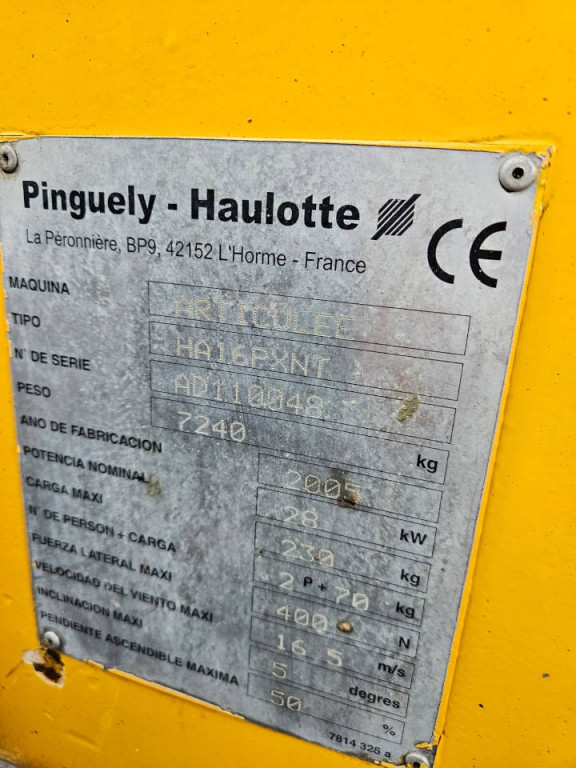 Pinguely - Haulotte
CE
La Péronnière, BP9, 42152 L'Horme - France
MAQUINA ARTICULEE
TIPO HA16PXNT
N° DE SERIE AD110048
PESO 7240 kg
ANO DE FABRICACION 2005
POTENCIA NOMINAL 28 kW
CARGA MAXI 230 kg
N° DE PERSON + CARGA 2 P + 70 kg
FUERZA LATERAL MAXI 400 N
VELOCIDAD DEL VIENTO MAXI 16.5 m/s
INCLINACION MAXI 5 degres
PENDIENTE ASCENDIBLE MAXIMA 50 %
7814 325 a